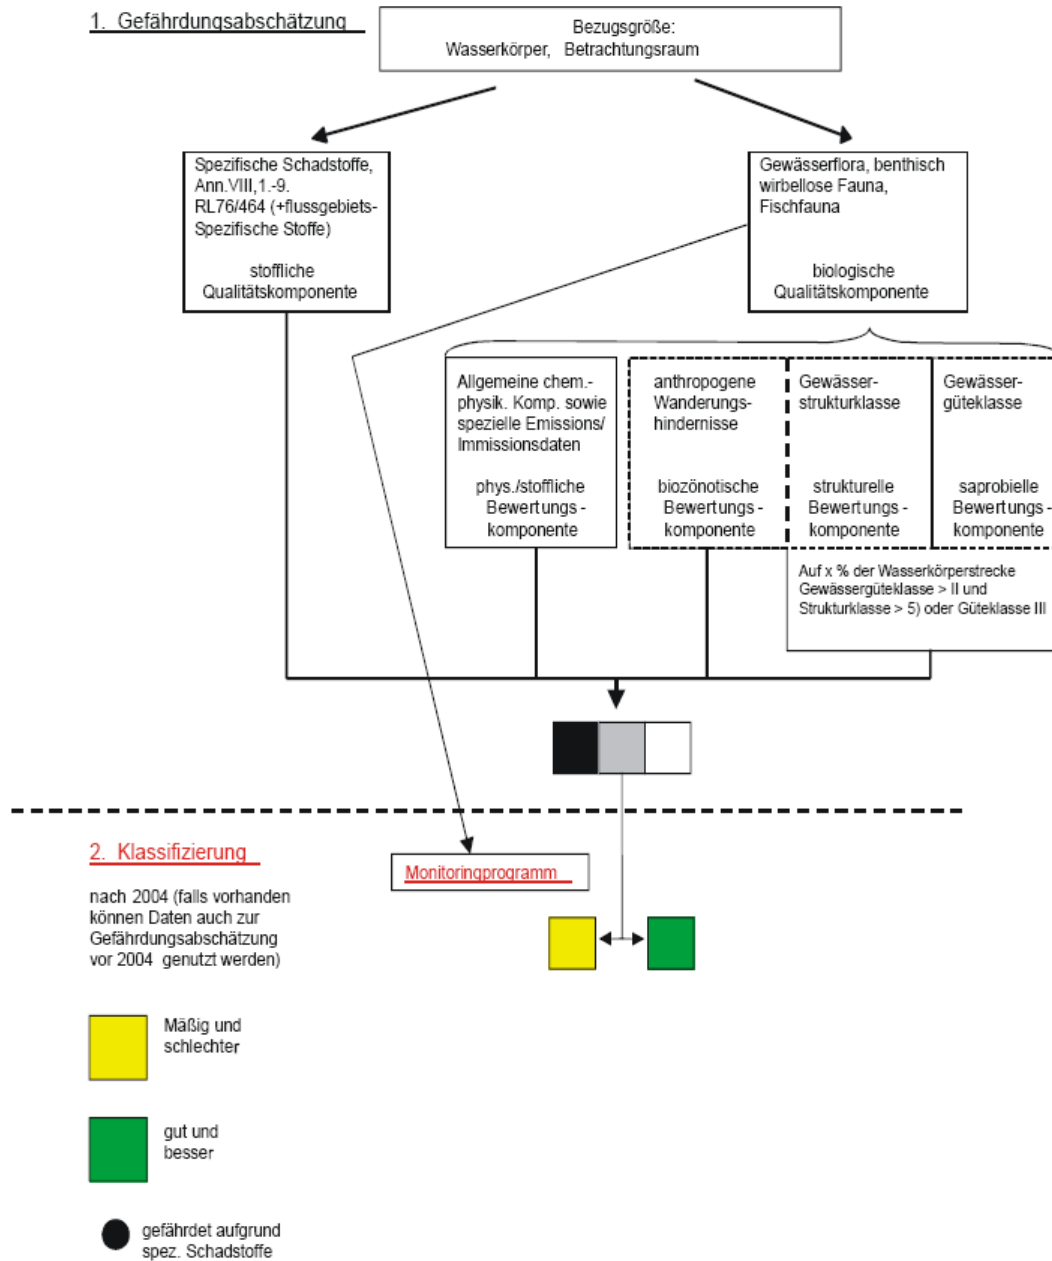 1. Gefährdungsabschätzung
Bezugsgröße:
Wasserkörper, Betrachtungsraum
Spezifische Schadstoffe,
Ann.VIII,1.-9.
RL76/464 (+flussgebiets-
Spezifische Stoffe)
stoffliche
Qualitätskomponente
Gewässerflora, benthisch
wirbellose Fauna,
Fischfauna
biologische
Qualitätskomponente
Allgemeine chem.-
physik. Komp. sowie
spezielle Emissions/
Immissionsdaten
phys./stoffliche
Bewertungs-
komponente
anthropogene
Wanderungs-
hindernisse
biozönotische
Bewertungs-
komponente
Gewässer-
strukturklasse
strukturelle
Bewertungs-
komponente
Gewässer-
güteklasse
saprobielle
Bewertungs-
komponente
Auf x % der Wasserkörperstrecke
Gewässergüteklasse > II und
Strukturklasse > 5) oder Güteklasse III
2. Klassifizierung
nach 2004 (falls vorhanden
können Daten auch zur
Gefährdungsabschätzung
vor 2004 genutzt werden)
Monitoringprogramm
Mäßig und
schlechter
gut und
besser
gefährdet aufgrund
spez. Schadstoffe